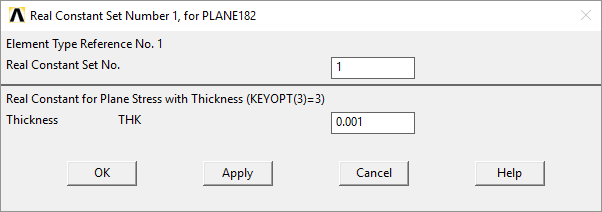 Real Constant Set Number 1, for PLANE182
Element Type Reference No. 1
Real Constant Set No. 1
Real Constant for Plane Stress with Thickness (KEYOPT(3)=3)
Thickness THK 0.001
OK Apply Cancel Help